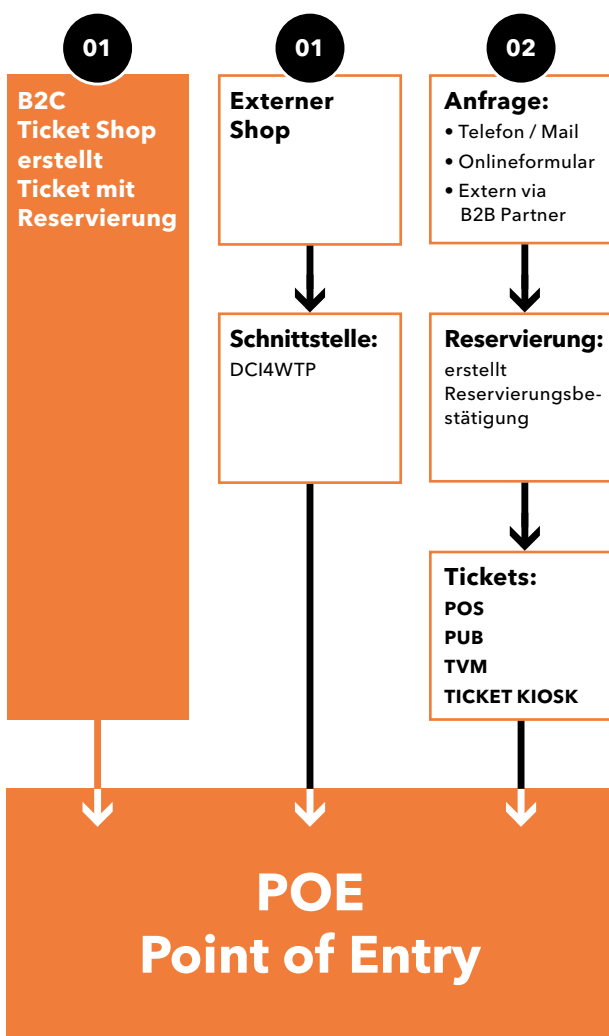 01
B2C
Ticket Shop
erstellt
Ticket mit
Reservierung
01
Externer
Shop
Schnittstelle:
DCI4WTP
02
Anfrage:
• Telefon / Mail
• Onlineformular
• Extern via
B2B Partner
Reservierung:
erstellt
Reservierungsbe-
stätigung
Tickets:
POS
PUB
TVM
TICKET KIOSK
POE
Point of Entry